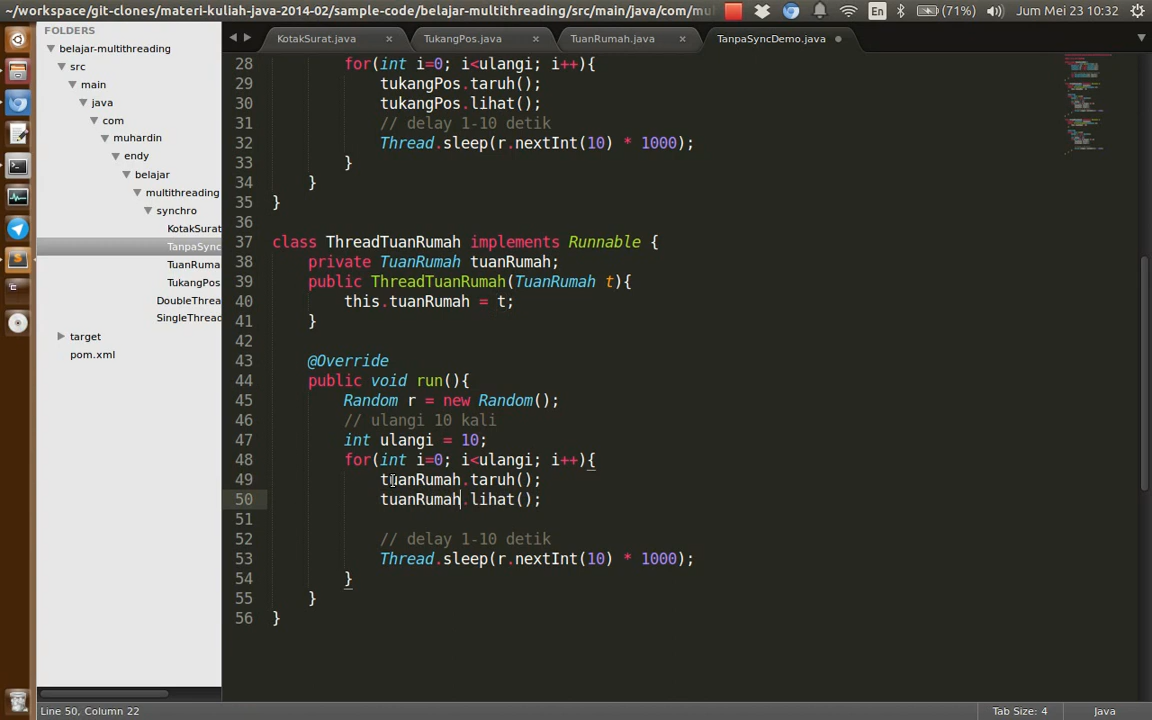 ~/workspace/git-clones/materi-kuliah-java-2014-02/sample-code/belajar-multithreading/src/main/java/com/mu
En (71%) Jum Mei 23 10:32
FOLDERS
belajar-multithreading
src
main
java
com
muhardin
endy
belajar
multithreading
synchro
KotakSurat
TanpaSync
TuanRuma
TukangPos
DoubleThrea
SingleThread
target
pom.xml
KotakSurat.java × TukangPos.java × TuanRumah.java × TanpaSyncDemo.java
28 for(int i=0; i<ulangi; i++){
29 tukangPos.taruh();
30 tukangPos.lihat();
31 // delay 1-10 detik
32 Thread.sleep(r.nextInt(10) * 1000);
33 }
34 }
35 }
36
37 class ThreadTuanRumah implements Runnable {
38 private TuanRumah tuanRumah;
39 public ThreadTuanRumah(TuanRumah t){
40 this.tuanRumah = t;
41 }
42
43 @Override
44 public void run(){
45 Random r = new Random();
46 // ulangi 10 kali
47 int ulangi = 10;
48 for(int i=0; i<ulangi; i++){
49 tuanRumah.taruh();
50 tuanRumah.lihat();
51
52 // delay 1-10 detik
53 Thread.sleep(r.nextInt(10) * 1000);
54 }
55 }
56 }
Line 50, Column 22 Tab Size: 4 Java